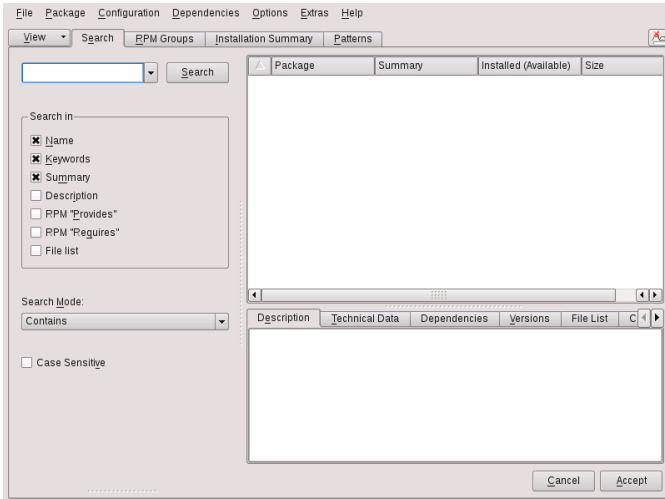 File Package Configuration Dependencies Options Extras Help
View Search RPM Groups Installation Summary Patterns
Search
Package Summary Installed (Available) Size
Search in
Name
Keywords
Summary
Description
RPM "Provides"
RPM "Requires"
File list
Search Mode:
Contains
Case Sensitive
Description Technical Data Dependencies Versions File List C
Cancel Accept